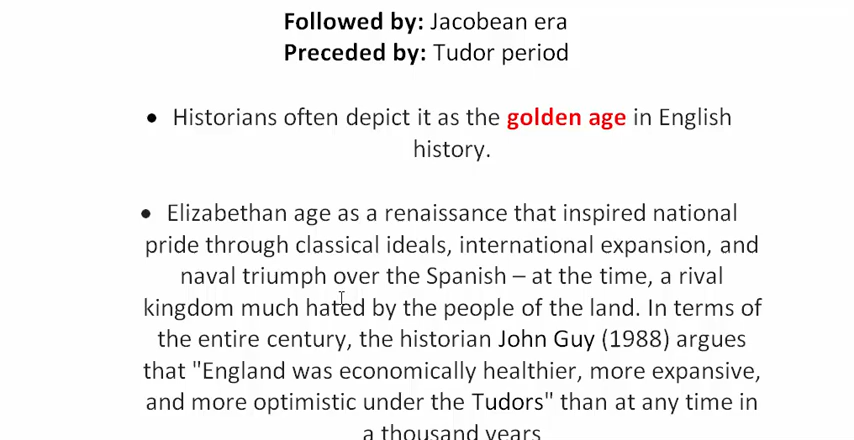 Followed by: Jacobean era
Preceded by: Tudor period
• Historians often depict it as the golden age in English
history.
• Elizabethan age as a renaissance that inspired national
pride through classical ideals, international expansion, and
naval triumph over the Spanish – at the time, a rival
kingdom much hated by the people of the land. In terms of
the entire century, the historian John Guy (1988) argues
that "England was economically healthier, more expansive,
and more optimistic under the Tudors" than at any time in
a thousand years